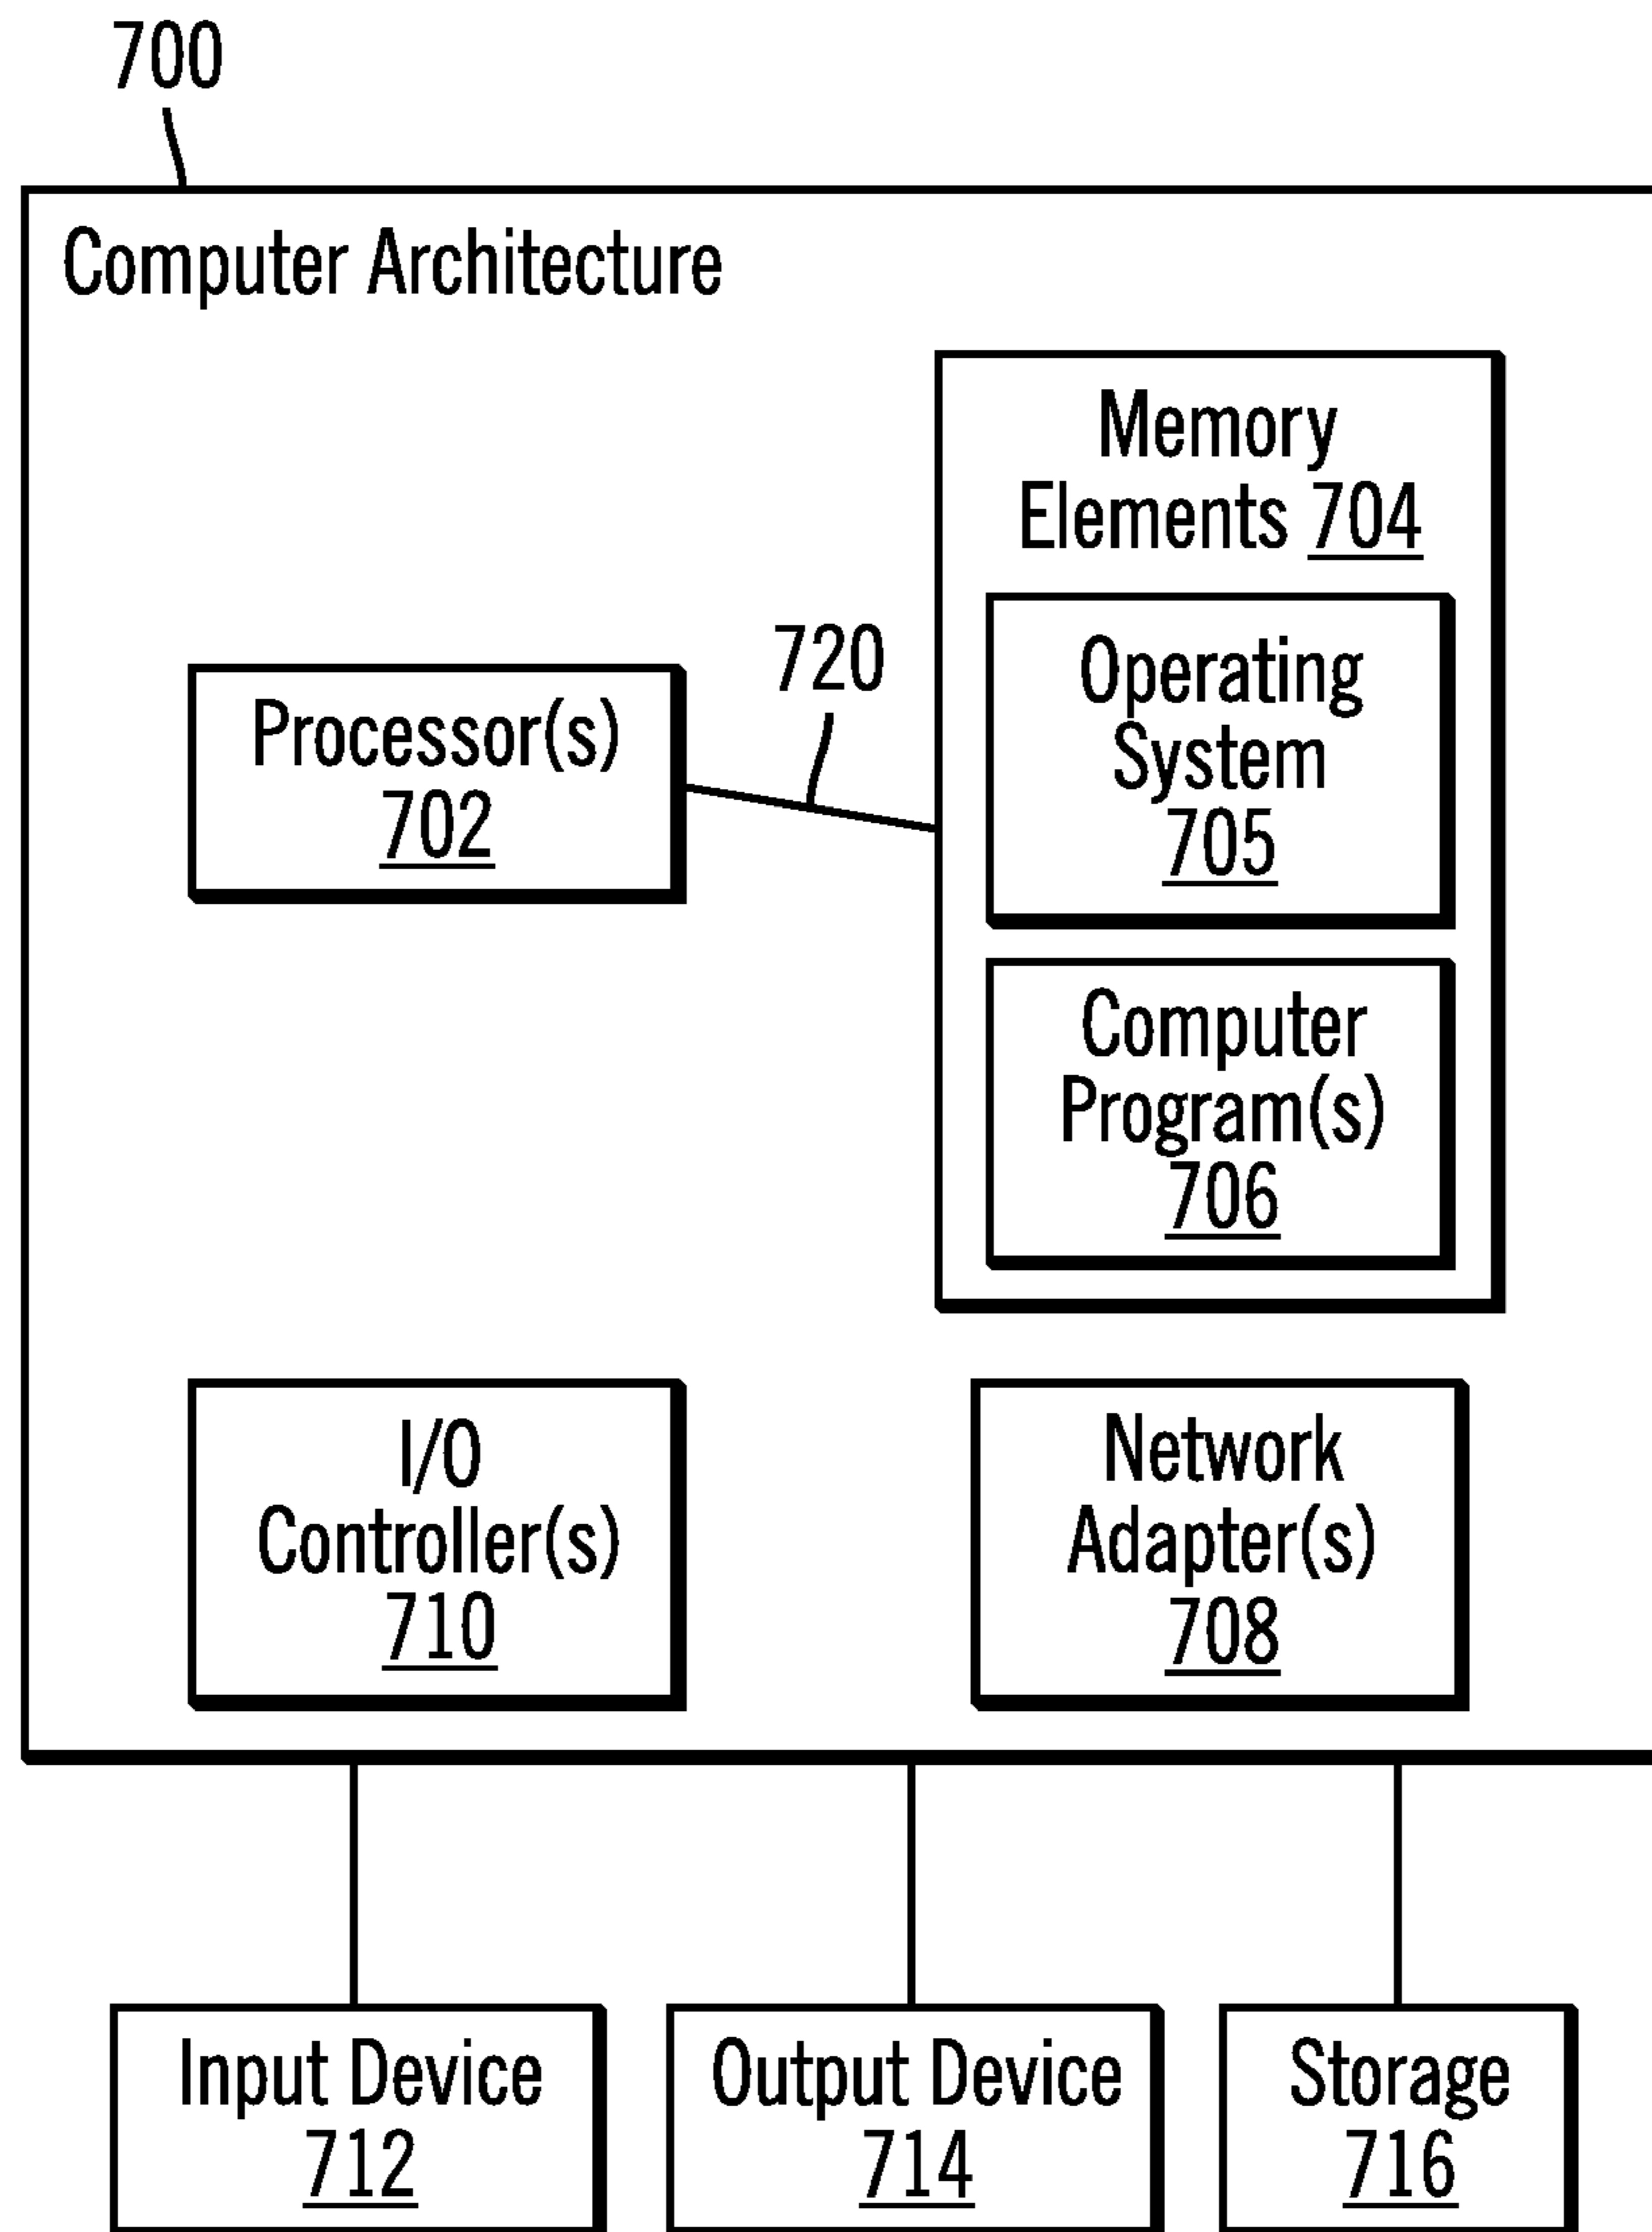 700
Computer Architecture
Memory
Elements 704
720
Operating
System
705
Processor(s)
702
Computer
Program(s)
706
I/O
Controller(s)
710
Network
Adapter(s)
708
Input Device
712
Output Device
714
Storage
716